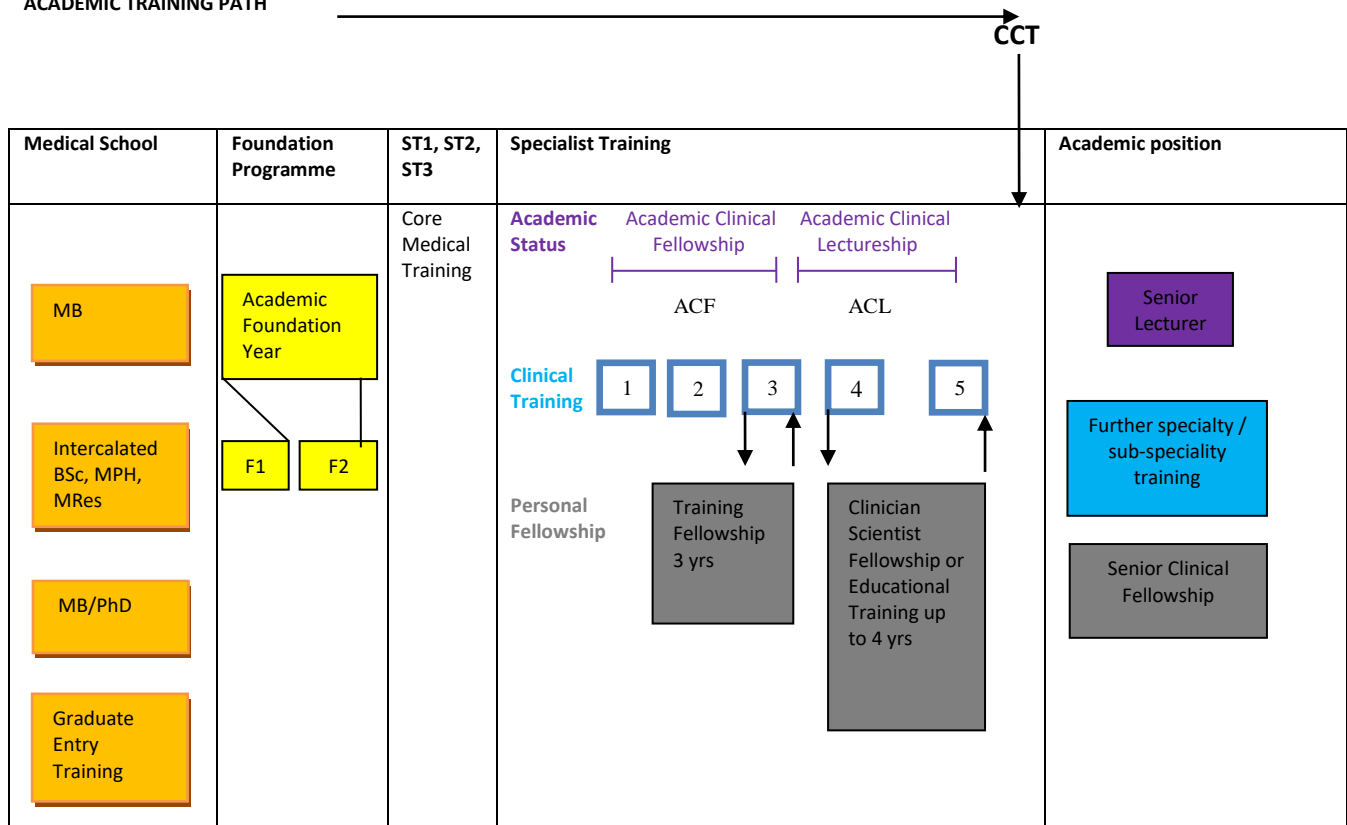 ACADEMIC TRAINING PATH
CCT
Medical School
Foundation
Programme
ST1, ST2,
ST3
Specialist Training
Academic position
MB
Intercalated
BSc, MPH,
MRes
MB/PhD
Graduate
Entry
Training
Academic
Foundation
Year
F1
F2
Core
Medical
Training
Academic
Status
Academic Clinical
Fellowship
Academic Clinical
Lectureship
ACF
ACL
Clinical
Training
1
2
3
4
5
Personal
Fellowship
Training
Fellowship
3 yrs
Clinician
Scientist
Fellowship or
Educational
Training up
to 4 yrs
Senior
Lecturer
Further specialty /
sub-speciality
training
Senior Clinical
Fellowship